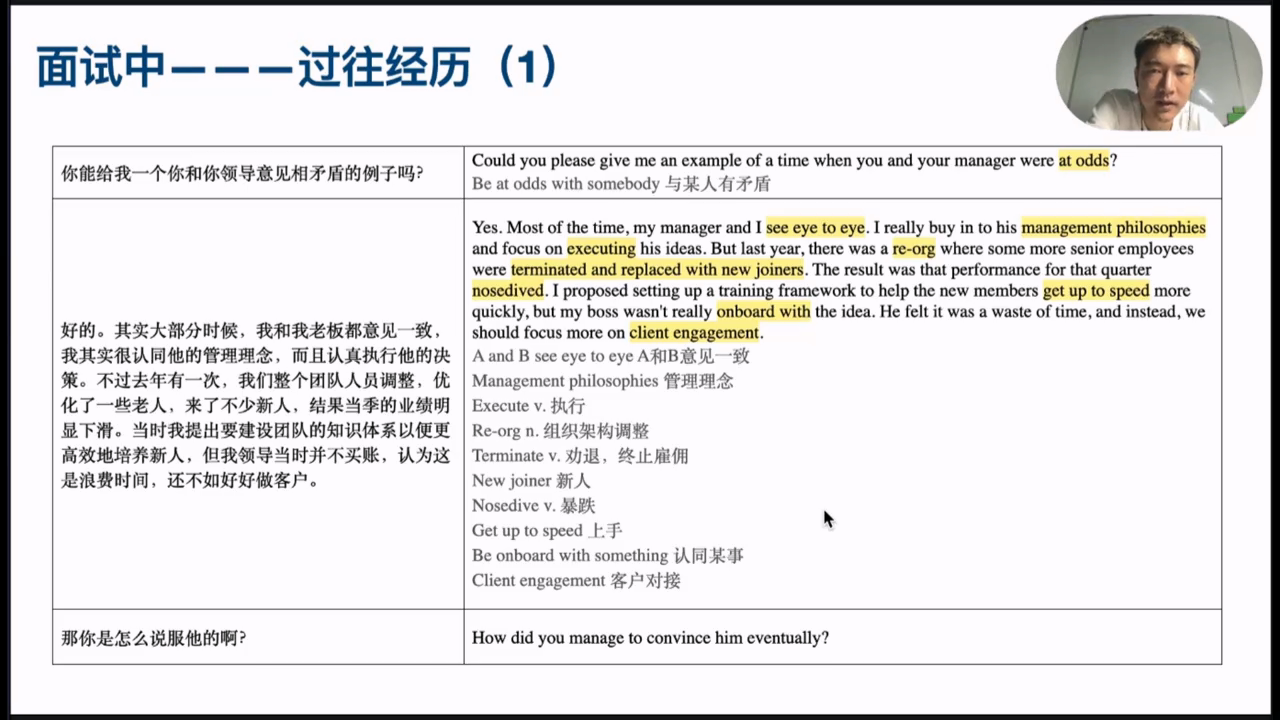 面试中———过往经历（1）
你能给我一个你和你领导意见相矛盾的例子吗?
Could you please give me an example of a time when you and your manager were at odds?
Be at odds with somebody 与某人有矛盾
好的。其实大部分时候，我和我老板都意见一致，
我其实很认同他的管理理念，而且认真执行他的决
策。不过去年有一次，我们整个团队人员调整，优
化了一些老人，来了不少新人，结果当季的业绩明
显下滑。当时我提出要建设团队的知识体系以便更
高效地培养新人，但我领导当时并不买账，认为这
是浪费时间，还不如好好做客户。
Yes. Most of the time, my manager and I see eye to eye. I really buy in to his management philosophies
and focus on executing his ideas. But last year, there was a re-org where some more senior employees
were terminated and replaced with new joiners. The result was that performance for that quarter
nosedived. I proposed setting up a training framework to help the new members get up to speed more
quickly, but my boss wasn't really onboard with the idea. He felt it was a waste of time, and instead, we
should focus more on client engagement.
A and B see eye to eye A和B意见一致
Management philosophies 管理理念
Execute v. 执行
Re-org n. 组织架构调整
Terminate v. 劝退，终止雇佣
New joiner 新人
Nosedive v. 暴跌
Get up to speed 上手
Be onboard with something 认同某事
Client engagement 客户对接
那你是怎么说服他的啊?
How did you manage to convince him eventually?